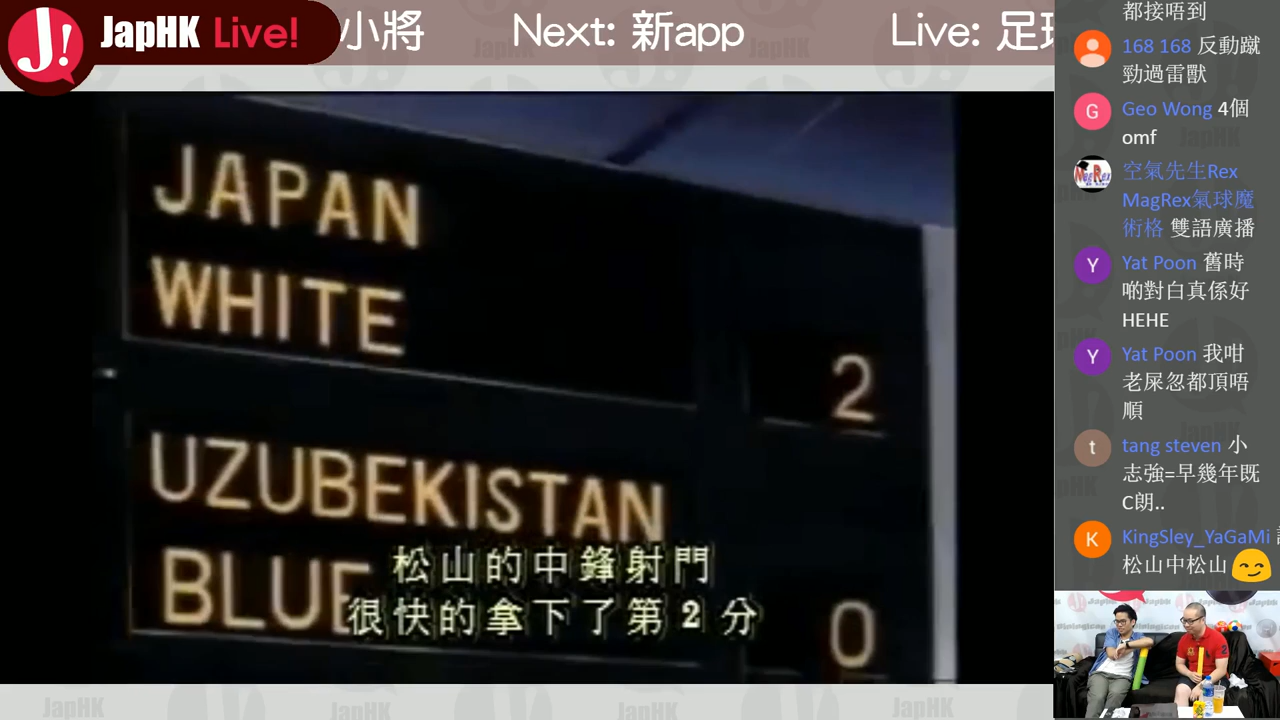 J! JapHK Live!
小將 Next: 新app Live: 足
JAPAN
WHITE
2
UZUBEKISTAN
BLUE
0
松山的中鋒射門
很快的拿下了第2分
都接唔到
168 168 反動蹴
勁過雷獸
Geo Wong 4個
omf
空氣先生Rex
MagRex氣球魔
術格 雙語廣播
Yat Poon 舊時
啲對白真係好
HEHE
Yat Poon 我咁
老屎忽都頂唔
順
tang steven 小
志強=早幾年既
C朗..
KingSley_YaGaMi
松山中松山
JapHK
JapHK
JapHK